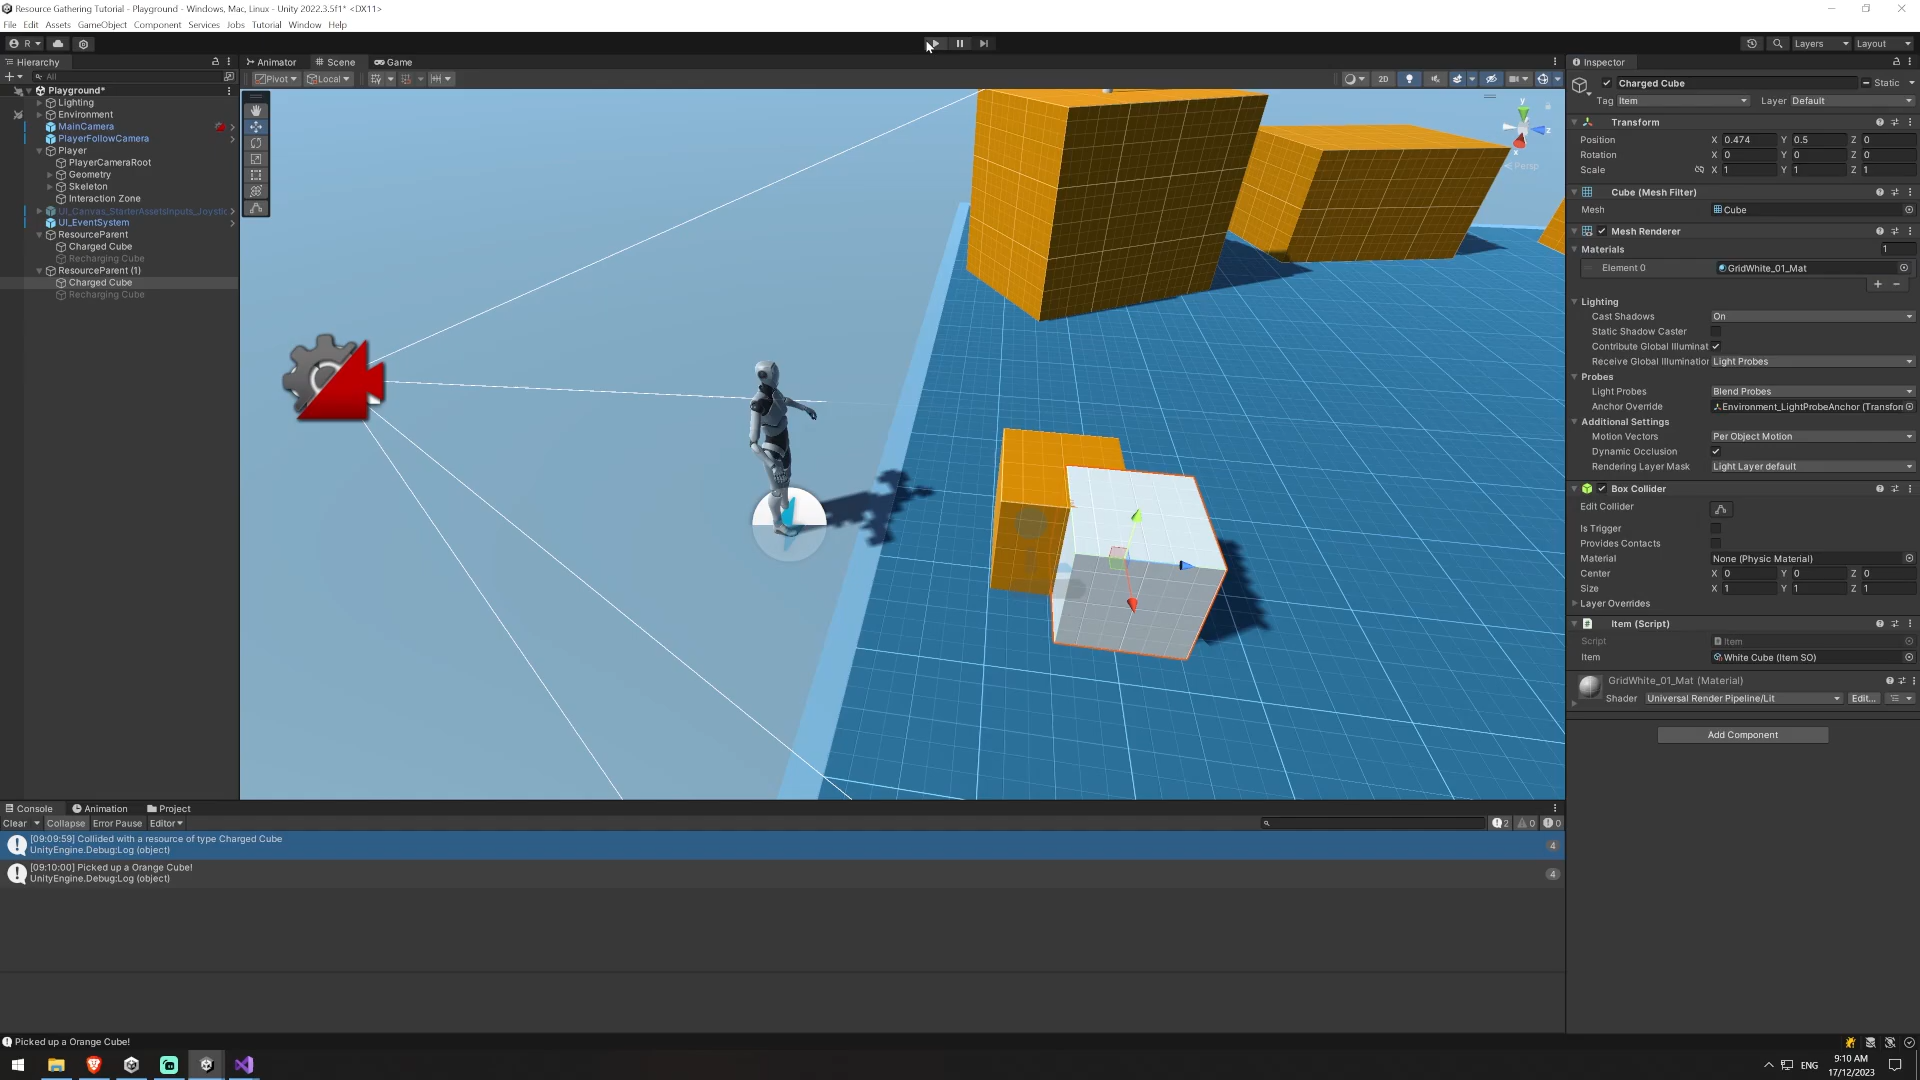 Resource Gathering Tutorial - Playground - Windows, Mac, Linux - Unity 2022.3.5f1* <DX11>
File Edit Assets GameObject Component Services Jobs Tutorial Window Help
R Layers Layout
Hierarchy
All
Playground*
Lighting
Environment
MainCamera
PlayerFollowCamera
Player
PlayerCameraRoot
Geometry
Skeleton
Interaction Zone
UI_Canvas_StarterAssetsInputs_Joystic
UI_EventSystem
ResourceParent
Charged Cube
Recharging Cube
ResourceParent (1)
Charged Cube
Recharging Cube
Animator Scene Game
Pivot Local 2D
y
z
x
Persp
Inspector
Charged Cube Static
Tag Item Layer Default
Transform
Position X 0.474 Y 0.5 Z 0
Rotation X 0 Y 0 Z 0
Scale X 1 Y 1 Z 1
Cube (Mesh Filter)
Mesh Cube
Mesh Renderer
Materials 1
Element 0 GridWhite_01_Mat
Lighting
Cast Shadows On
Static Shadow Caster
Contribute Global Illuminat
Receive Global Illumination Light Probes
Probes
Light Probes Blend Probes
Anchor Override Environment_LightProbeAnchor (Transform
Additional Settings
Motion Vectors Per Object Motion
Dynamic Occlusion
Rendering Layer Mask Light Layer default
Box Collider
Edit Collider
Is Trigger
Provides Contacts
Material None (Physic Material)
Center X 0 Y 0 Z 0
Size X 1 Y 1 Z 1
Layer Overrides
Item (Script)
Script Item
Item White Cube (Item SO)
GridWhite_01_Mat (Material)
Shader Universal Render Pipeline/Lit Edit...
Add Component
Console Animation Project
Clear Collapse Error Pause Editor 2 0 0
[09:09:59] Collided with a resource of type Charged Cube
UnityEngine.Debug:Log (object) 4
[09:10:00] Picked up a Orange Cube!
UnityEngine.Debug:Log (object) 4
Picked up a Orange Cube!
ENG
9:10 AM
17/12/2023